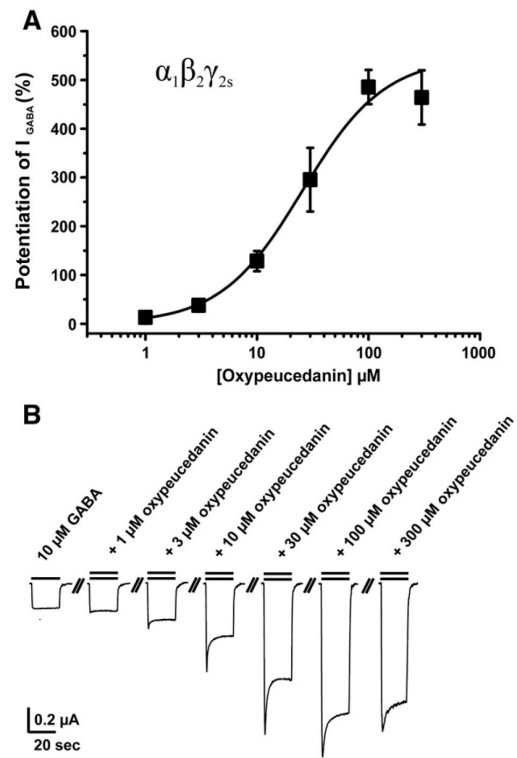 A
α₁β₂γ₂ₛ
Potentiation of I GABA (%)
600
500
400
300
200
100
0
1
10
100
1000
[Oxypeucedanin] µM
B
10 µM GABA
+ 1 µM oxypeucedanin
+ 3 µM oxypeucedanin
+ 10 µM oxypeucedanin
+ 30 µM oxypeucedanin
+ 100 µM oxypeucedanin
+ 300 µM oxypeucedanin
0.2 µA
20 sec